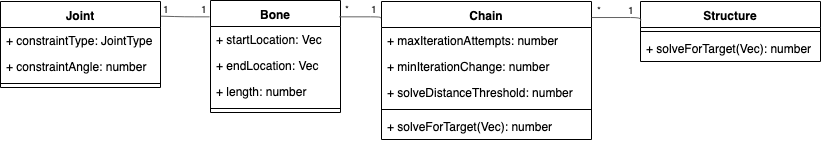 Joint
+ constraintType: JointType
+ constraintAngle: number
1
1
Bone
+ startLocation: Vec
+ endLocation: Vec
+ length: number
*
1
Chain
+ maxIterationAttempts: number
+ minIterationChange: number
+ solveDistanceThreshold: number
+ solveForTarget(Vec): number
*
1
Structure
+ solveForTarget(Vec): number